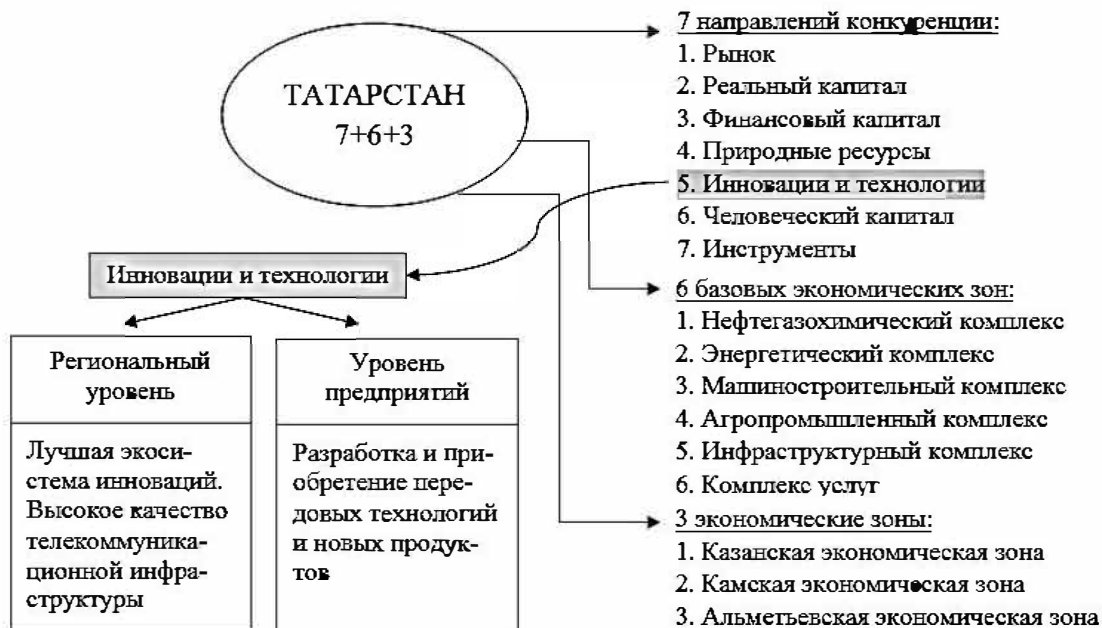 ТАТАРСТАН
7+6+3
7 направлений конкуренции:
1. Рынок
2. Реальный капитал
3. Финансовый капитал
4. Природные ресурсы
5. Инновации и технологии
6. Человеческий капитал
7. Инструменты
6 базовых экономических зон:
1. Нефтегазохимический комплекс
2. Энергетический комплекс
3. Машиностроительный комплекс
4. Агропромышленный комплекс
5. Инфраструктурный комплекс
6. Комплекс услуг
3 экономические зоны:
1. Казанская экономическая зона
2. Камская экономическая зона
3. Альметьевская экономическая зона
Инновации и технологии
Региональный
уровень
Лучшая экоси-
стема инноваций.
Высокое качество
телекоммуника-
ционной инфра-
структуры
Уровень
предприятий
Разработка и при-
обретение пере-
довых технологий
и новых продук-
тов